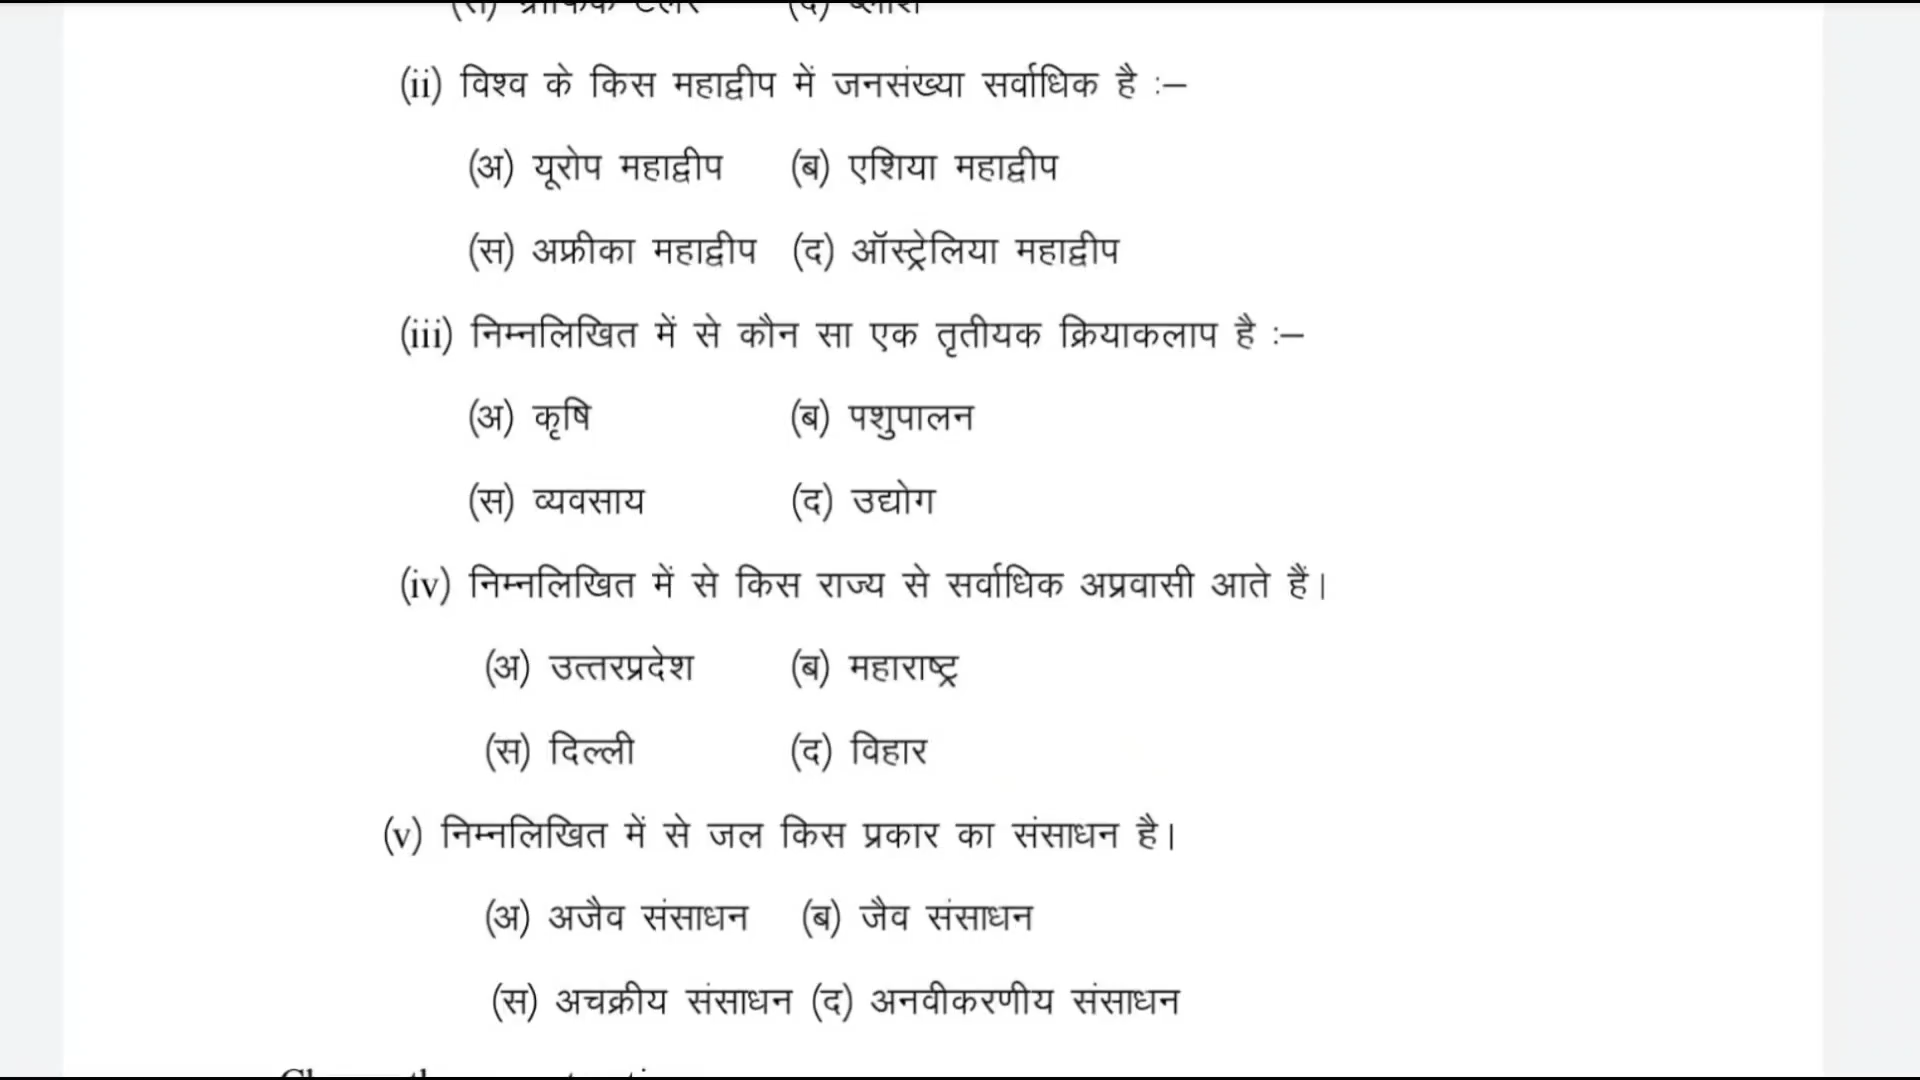 (ii) विश्व के किस महाद्वीप में जनसंख्या सर्वाधिक है :–
(अ) यूरोप महाद्वीप (ब) एशिया महाद्वीप
(स) अफ्रीका महाद्वीप (द) ऑस्ट्रेलिया महाद्वीप
(iii) निम्नलिखित में से कौन सा एक तृतीयक क्रियाकलाप है :–
(अ) कृषि (ब) पशुपालन
(स) व्यवसाय (द) उद्योग
(iv) निम्नलिखित में से किस राज्य से सर्वाधिक अप्रवासी आते हैं।
(अ) उत्तरप्रदेश (ब) महाराष्ट्र
(स) दिल्ली (द) विहार
(v) निम्नलिखित में से जल किस प्रकार का संसाधन है।
(अ) अजैव संसाधन (ब) जैव संसाधन
(स) अचक्रीय संसाधन (द) अनवीकरणीय संसाधन